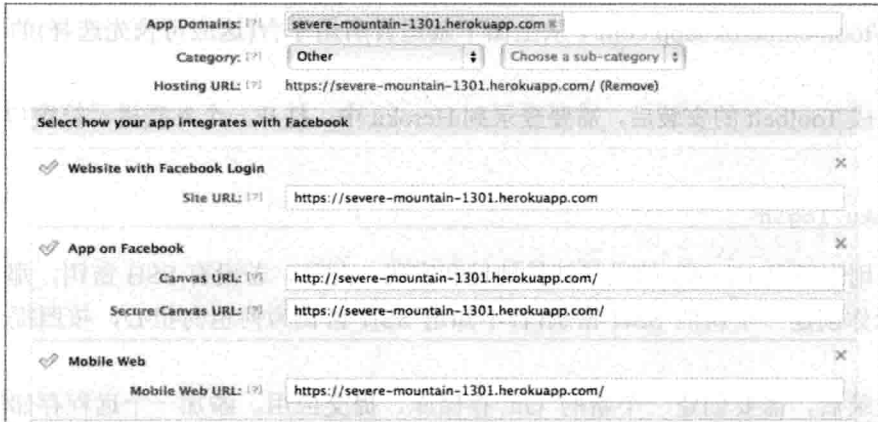 App Domains: [?] severe-mountain-1301.herokuapp.com ×
Category: [?] Other Choose a sub-category
Hosting URL: [?] https://severe-mountain-1301.herokuapp.com/ (Remove)
Select how your app integrates with Facebook
Website with Facebook Login ×
Site URL: [?] https://severe-mountain-1301.herokuapp.com
App on Facebook ×
Canvas URL: [?] http://severe-mountain-1301.herokuapp.com/
Secure Canvas URL: [?] https://severe-mountain-1301.herokuapp.com/
Mobile Web ×
Mobile Web URL: [?] https://severe-mountain-1301.herokuapp.com/